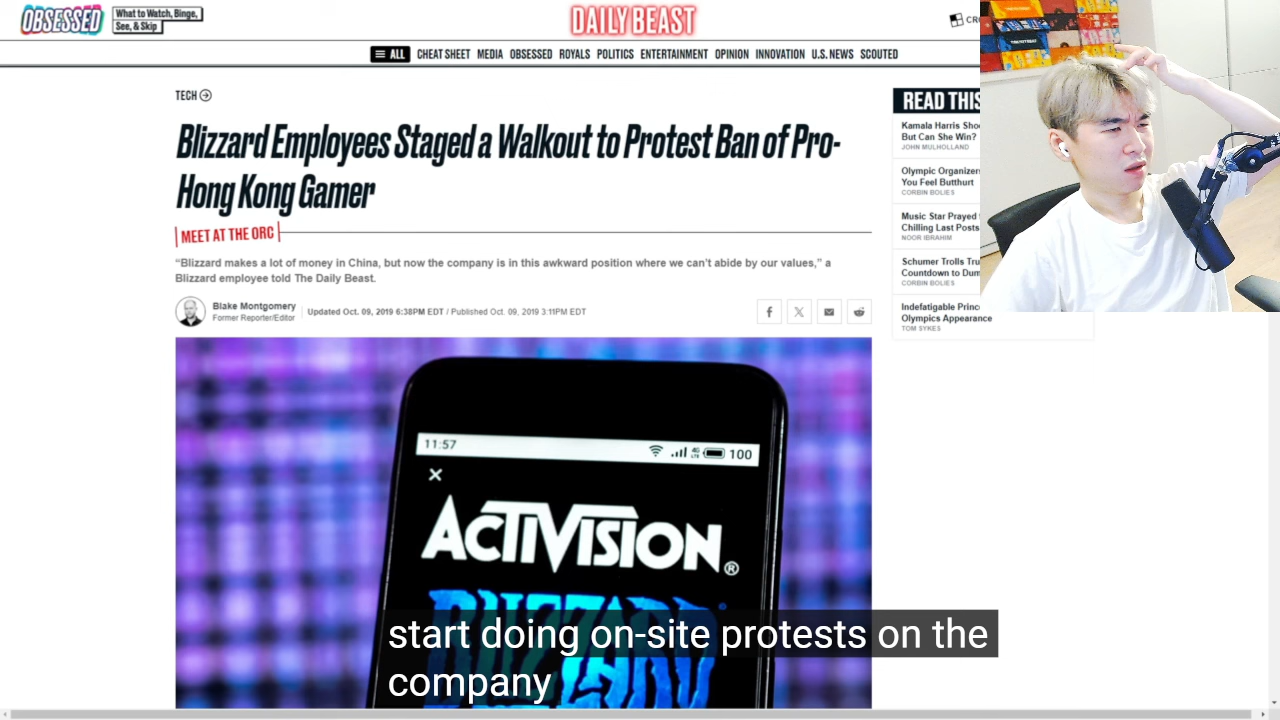 OBSESSED
What to Watch, Binge,
See, & Skip
DAILY BEAST
ALL CHEAT SHEET MEDIA OBSESSED ROYALS POLITICS ENTERTAINMENT OPINION INNOVATION U.S. NEWS SCOUTED
TECH
Blizzard Employees Staged a Walkout to Protest Ban of Pro-
Hong Kong Gamer
MEET AT THE ORC
“Blizzard makes a lot of money in China, but now the company is in this awkward position where we can’t abide by our values,” a
Blizzard employee told The Daily Beast.
Blake Montgomery
Former Reporter/Editor
Updated Oct. 09, 2019 6:38PM EDT / Published Oct. 09, 2019 3:11PM EDT
READ THIS
Kamala Harris
But Can She Win?
JOHN MULHOLLAND
Olympic
You Feel Butthurt
CORBIN BOLIES
Music Star Prayed
Chilling Last Posts
NOOR IBRAHIM
Schumer Trolls
Countdown to
CORBIN BOLIES
Indefatigable
Olympics Appearance
TOM SYKES
11:57
4G
LTE
100
ACTIVISION®
BLIZZARD
start doing on-site protests on the
company